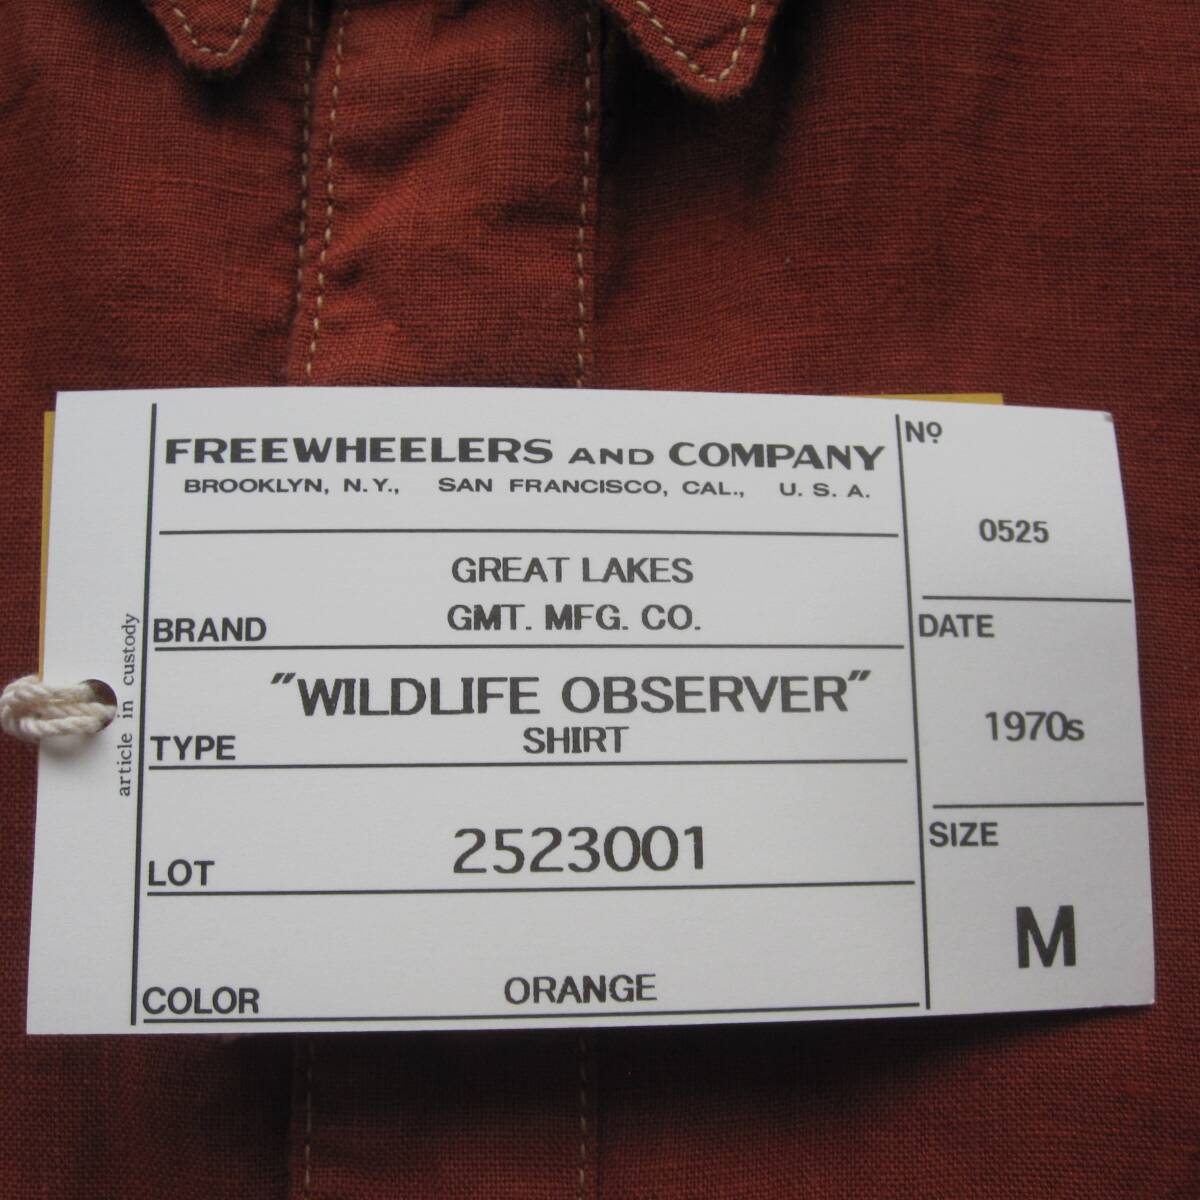 FREEWHEELERS AND COMPANY
BROOKLYN, N.Y., SAN FRANCISCO, CAL., U. S. A.
GREAT LAKES
BRAND GMT. MFG. CO.
"WILDLIFE OBSERVER"
TYPE SHIRT
LOT 2523001
COLOR ORANGE
Nº
0525
DATE
1970s
SIZE
M
article in custody